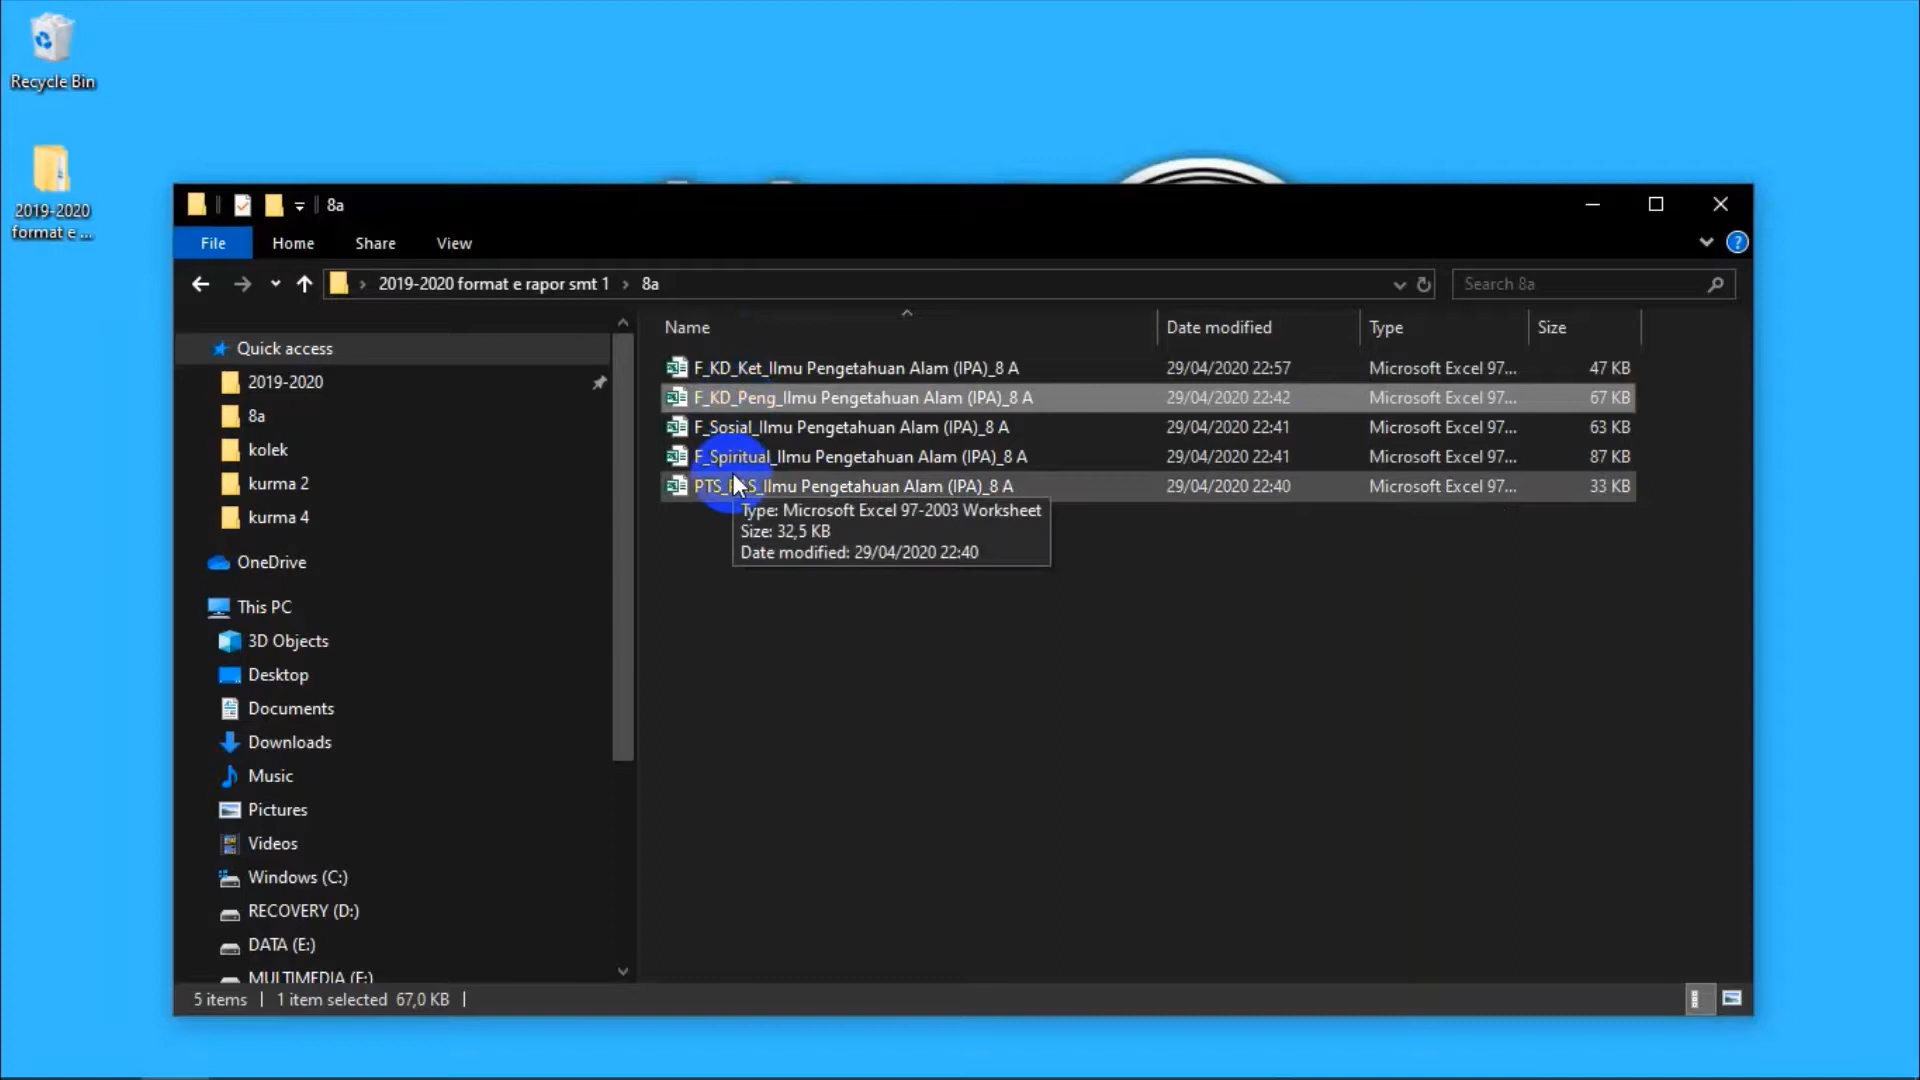 Recycle Bin
2019-2020
format e ...
8a
File Home Share View
2019-2020 format e rapor smt 1 › 8a
Search 8a
Name Date modified Type Size
F_KD_Ket_Ilmu Pengetahuan Alam (IPA)_8 A 29/04/2020 22:57 Microsoft Excel 97... 47 KB
F_KD_Peng_Ilmu Pengetahuan Alam (IPA)_8 A 29/04/2020 22:42 Microsoft Excel 97... 67 KB
F_Sosial_Ilmu Pengetahuan Alam (IPA)_8 A 29/04/2020 22:41 Microsoft Excel 97... 63 KB
F_Spiritual_Ilmu Pengetahuan Alam (IPA)_8 A 29/04/2020 22:41 Microsoft Excel 97... 87 KB
PTS_PAS_Ilmu Pengetahuan Alam (IPA)_8 A 29/04/2020 22:40 Microsoft Excel 97... 33 KB
Type: Microsoft Excel 97-2003 Worksheet
Size: 32,5 KB
Date modified: 29/04/2020 22:40
Quick access
2019-2020
8a
kolek
kurma 2
kurma 4
OneDrive
This PC
3D Objects
Desktop
Documents
Downloads
Music
Pictures
Videos
Windows (C:)
RECOVERY (D:)
DATA (E:)
MULTIMEDIA (F:)
5 items 1 item selected 67,0 KB